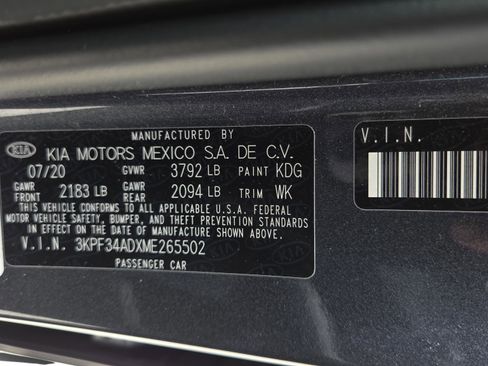 MANUFACTURED BY
KIA KIA MOTORS MEXICO S.A. DE C.V.
07/20 GVWR 3792 LB PAINT KDG
GAWR FRONT 2183 LB GAWR REAR 2094 LB TRIM WK
THIS VEHICLE CONFORMS TO ALL APPLICABLE U.S.A. FEDERAL
MOTOR VEHICLE SAFETY, BUMPER, AND THEFT PREVENTION STANDARDS
IN EFFECT ON THE DATE OF MANUFACTURE SHOWN ABOVE.
V.I.N. 3KPF34ADXME265502
PASSENGER CAR
V.I.N.